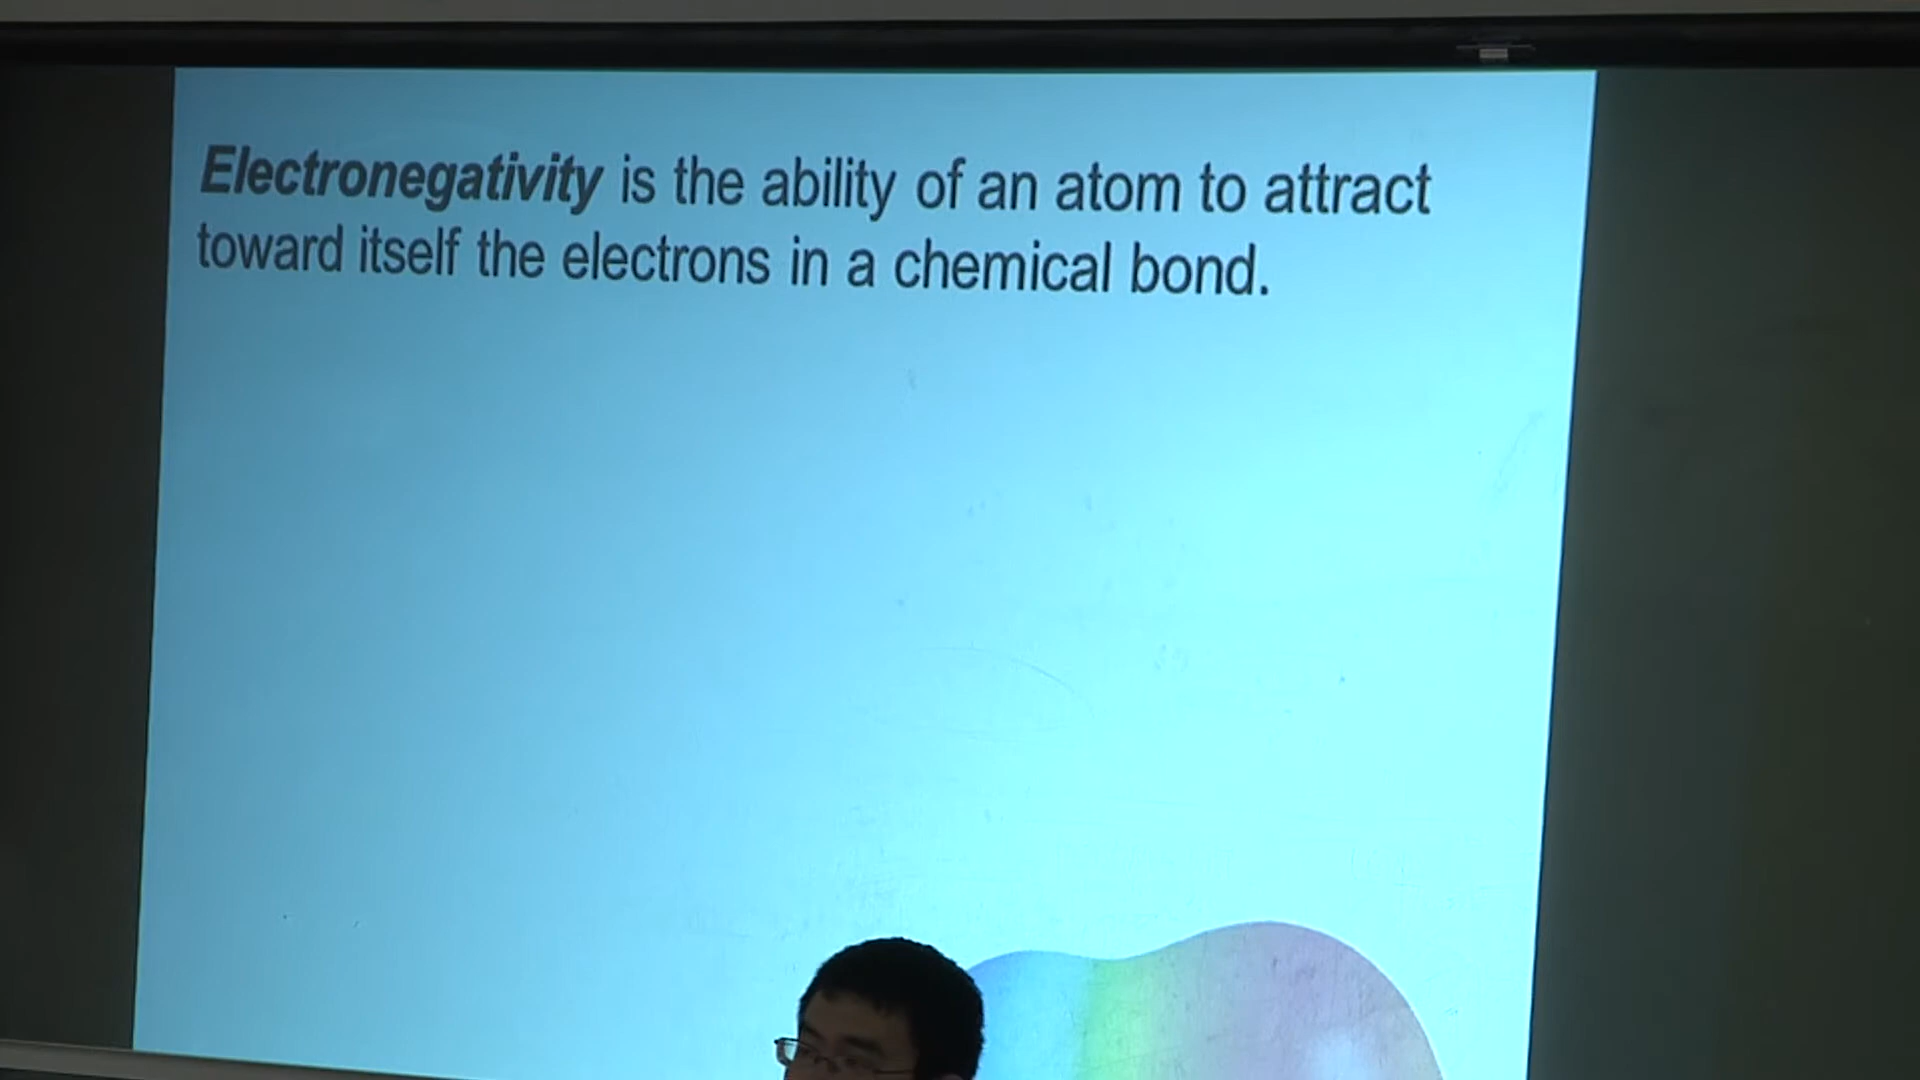 Electronegativity is the ability of an atom to attract
toward itself the electrons in a chemical bond.